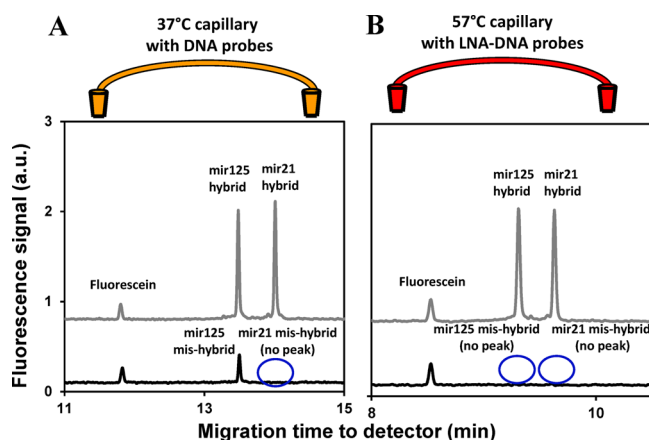 A
37°C capillary
with DNA probes
B
57°C capillary
with LNA-DNA probes
Fluorescence signal (a.u.)
3
2
1
0
mir125
hybrid
mir21
hybrid
Fluorescein
mir125
mis-hybrid
mir21 mis-hybrid
(no peak)
11
13
15
mir125
hybrid
mir21
hybrid
Fluorescein
mir125 mis-hybrid
(no peak)
mir21 mis-hybrid
(no peak)
8
10
Migration time to detector (min)